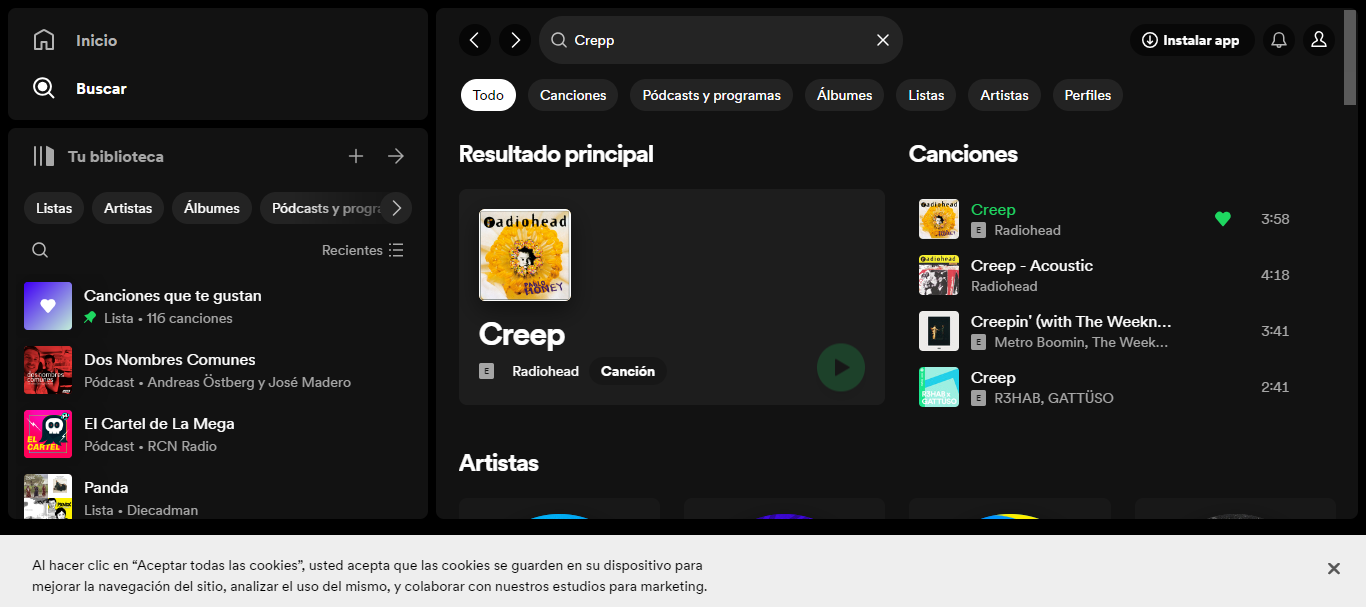 Inicio
Buscar
Tu biblioteca
Listas
Artistas
Álbumes
Pódcasts y progra
Recientes
Canciones que te gustan
Lista • 116 canciones
Dos Nombres Comunes
Pódcast • Andreas Östberg y José Madero
El Cartel de La Mega
Pódcast • RCN Radio
EL
CARTEL
Panda
Lista • Diecadman
Crepp
Instalar app
Todo
Canciones
Pódcasts y programas
Álbumes
Listas
Artistas
Perfiles
Resultado principal
radiohead
PABLO
HONEY
Creep
E Radiohead Canción
Canciones
Creep
E Radiohead
3:58
Creep - Acoustic
Radiohead
4:18
Creepin' (with The Weekn...
E Metro Boomin, The Week...
3:41
Creep
E R3HAB, GATTÜSO
2:41
Artistas
Al hacer clic en “Aceptar todas las cookies”, usted acepta que las cookies se guarden en su dispositivo para
mejorar la navegación del sitio, analizar el uso del mismo, y colaborar con nuestros estudios para marketing.